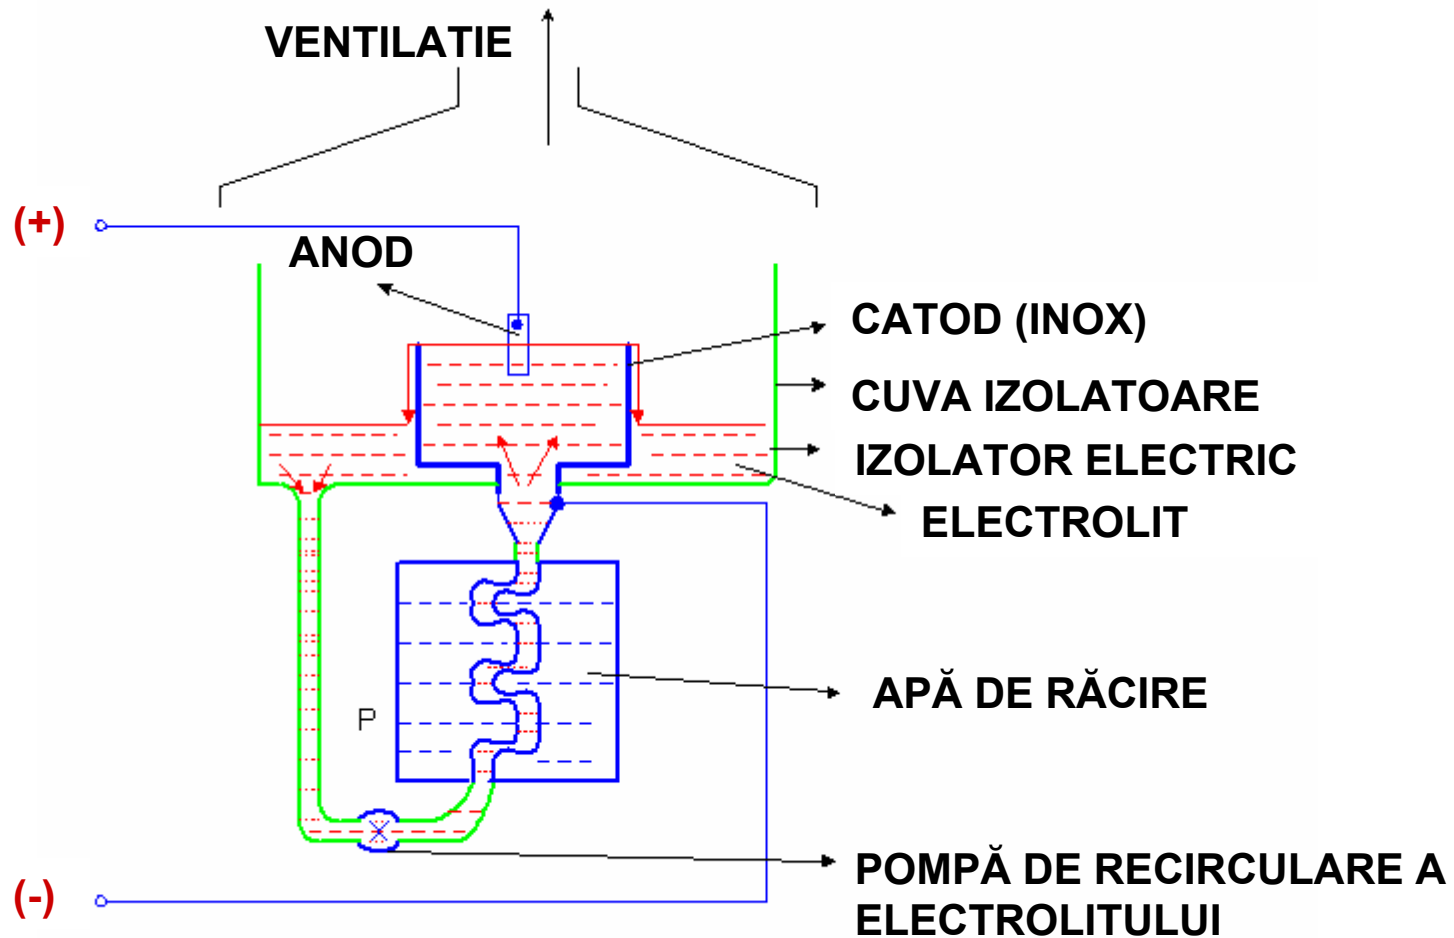 VENTILATIE
(+)
ANOD
CATOD (INOX)
CUVA IZOLATOARE
IZOLATOR ELECTRIC
ELECTROLIT
APĂ DE RĂCIRE
P
POMPĂ DE RECIRCULARE A
ELECTROLITULUI
(-)